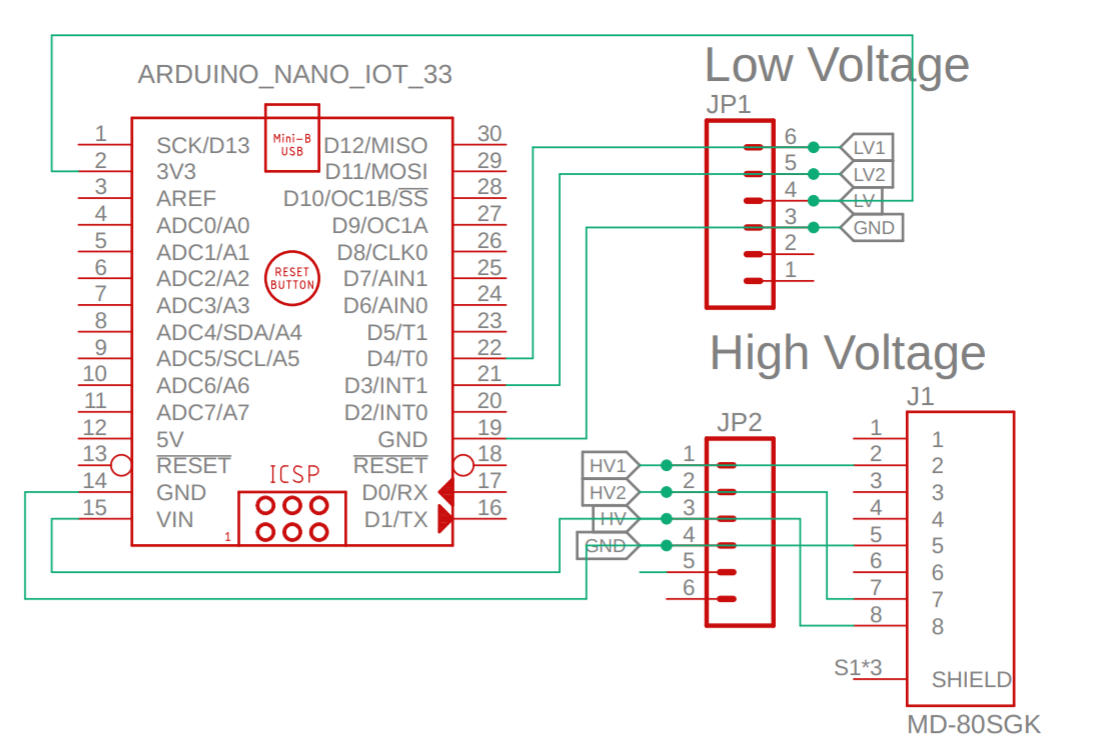 ARDUINO_NANO_IOT_33
Mini-B
USB
1 SCK/D13 D12/MISO 30
2 3V3 D11/MOSI 29
3 AREF D10/OC1B/SS 28
4 ADC0/A0 D9/OC1A 27
5 ADC1/A1 D8/CLK0 26
6 ADC2/A2 D7/AIN1 25
7 ADC3/A3 D6/AIN0 24
8 ADC4/SDA/A4 D5/T1 23
9 ADC5/SCL/A5 D4/T0 22
10 ADC6/A6 D3/INT1 21
11 ADC7/A7 D2/INT0 20
12 5V GND 19
13 RESET RESET 18
14 GND D0/RX 17
15 VIN D1/TX 16
RESET
BUTTON
ICSP
1
Low Voltage
JP1
6 LV1
5 LV2
4 LV
3 GND
2
1
High Voltage
JP2
HV1 1
HV2 2
HV 3
GND 4
5
6
J1
1 1
2 2
3 3
4 4
5 5
6 6
7 7
8 8
S1*3 SHIELD
MD-80SGK